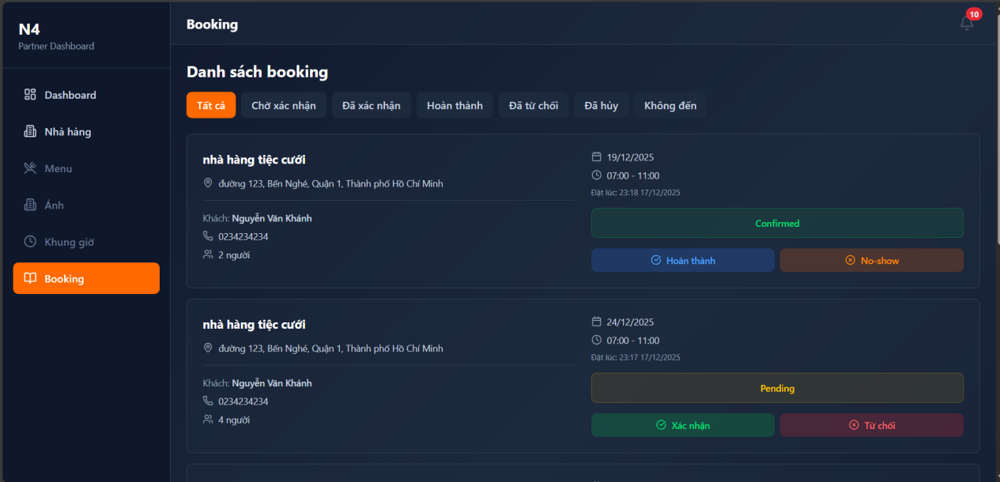 N4
Partner Dashboard
Dashboard
Nhà hàng
Menu
Ảnh
Khung giờ
Booking
Booking
10
Danh sách booking
Tất cả
Chờ xác nhận
Đã xác nhận
Hoàn thành
Đã từ chối
Đã hủy
Không đến
nhà hàng tiệc cưới
đường 123, Bến Nghé, Quận 1, Thành phố Hồ Chí Minh
Khách: Nguyễn Văn Khánh
0234234234
2 người
19/12/2025
07:00 - 11:00
Đặt lúc: 23:18 17/12/2025
Confirmed
Hoàn thành
No-show
nhà hàng tiệc cưới
đường 123, Bến Nghé, Quận 1, Thành phố Hồ Chí Minh
Khách: Nguyễn Văn Khánh
0234234234
4 người
24/12/2025
07:00 - 11:00
Đặt lúc: 23:17 17/12/2025
Pending
Xác nhận
Từ chối